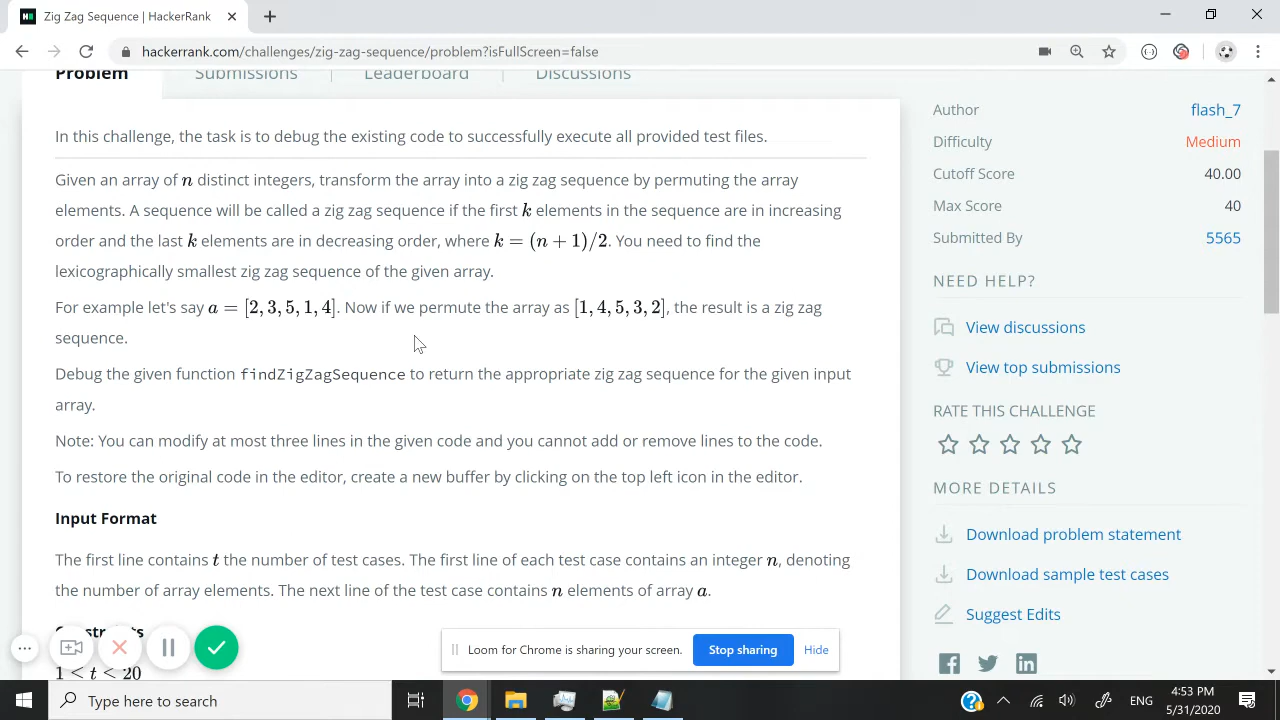 Zig Zag Sequence | HackerRank
hackerrank.com/challenges/zig-zag-sequence/problem?isFullScreen=false
Problem
Submissions
Leaderboard
Discussions
In this challenge, the task is to debug the existing code to successfully execute all provided test files.
Given an array of n distinct integers, transform the array into a zig zag sequence by permuting the array
elements. A sequence will be called a zig zag sequence if the first k elements in the sequence are in increasing
order and the last k elements are in decreasing order, where k = (n + 1)/2. You need to find the
lexicographically smallest zig zag sequence of the given array.
For example let's say a = [2, 3, 5, 1, 4]. Now if we permute the array as [1, 4, 5, 3, 2], the result is a zig zag
sequence.
Debug the given function findZigZagSequence to return the appropriate zig zag sequence for the given input
array.
Note: You can modify at most three lines in the given code and you cannot add or remove lines to the code.
To restore the original code in the editor, create a new buffer by clicking on the top left icon in the editor.
Input Format
The first line contains t the number of test cases. The first line of each test case contains an integer n, denoting
the number of array elements. The next line of the test case contains n elements of array a.
Constraints
1 < t < 20
Author flash_7
Difficulty Medium
Cutoff Score 40.00
Max Score 40
Submitted By 5565
NEED HELP?
View discussions
View top submissions
RATE THIS CHALLENGE
MORE DETAILS
Download problem statement
Download sample test cases
Suggest Edits
Loom for Chrome is sharing your screen. Stop sharing Hide
Type here to search
ENG
4:53 PM
5/31/2020